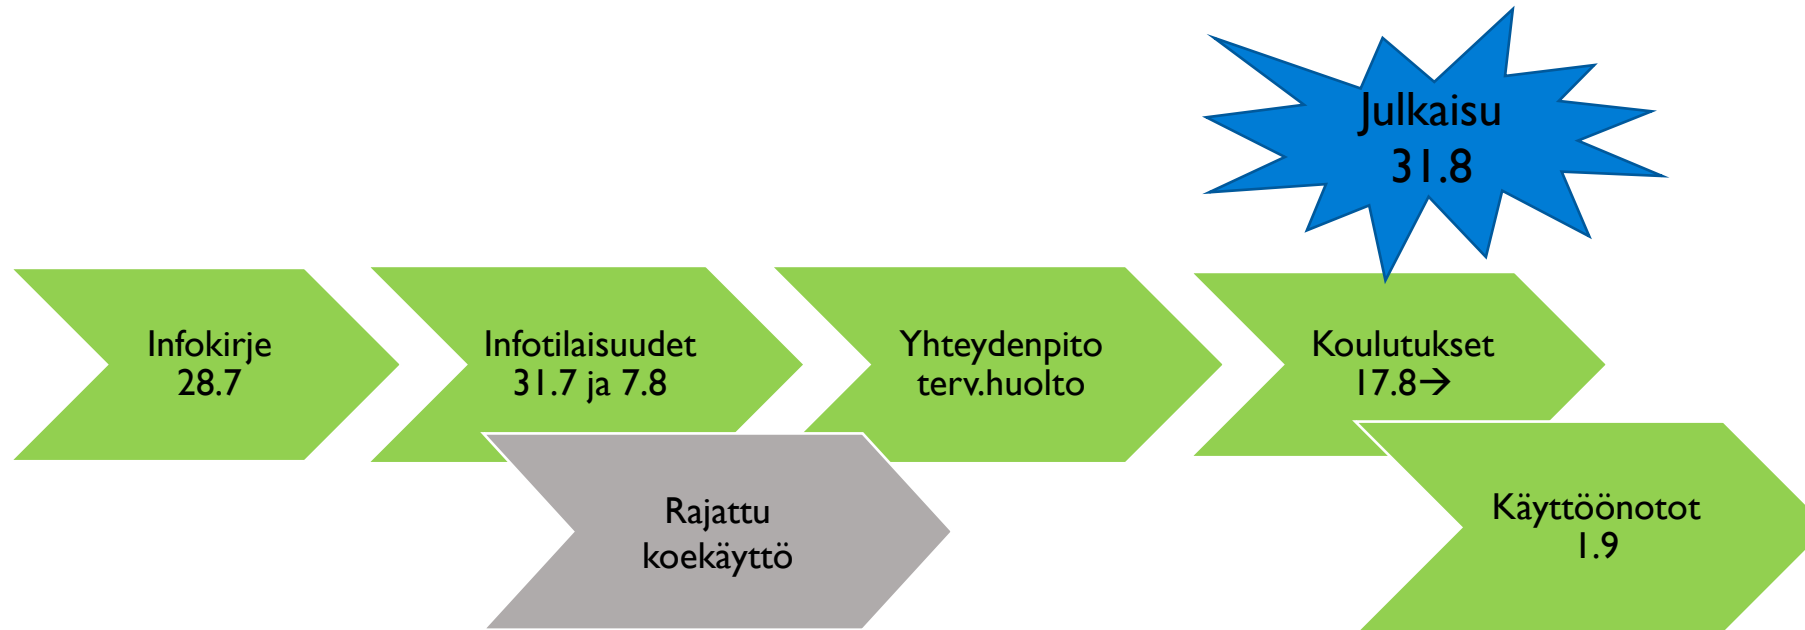 Julkaisu
31.8
Infokirje
28.7
Infotilaisuudet
31.7 ja 7.8
Yhteydenpito
terv.huolto
Koulutukset
17.8→
Rajattu
koekäyttö
Käyttöönotot
1.9